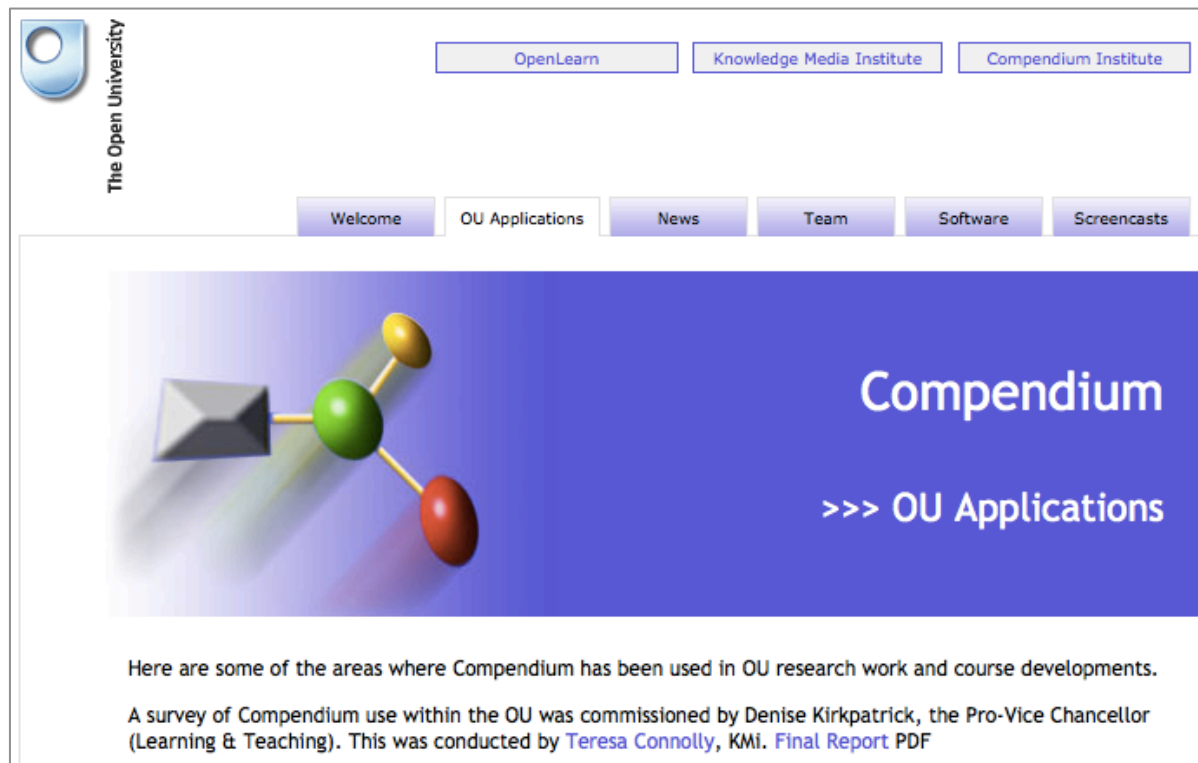 The Open University
OpenLearn
Knowledge Media Institute
Compendium Institute
Welcome
OU Applications
News
Team
Software
Screencasts
Compendium
>>> OU Applications
Here are some of the areas where Compendium has been used in OU research work and course developments.
A survey of Compendium use within the OU was commissioned by Denise Kirkpatrick, the Pro-Vice Chancellor
(Learning & Teaching). This was conducted by Teresa Connolly, KMi. Final Report PDF